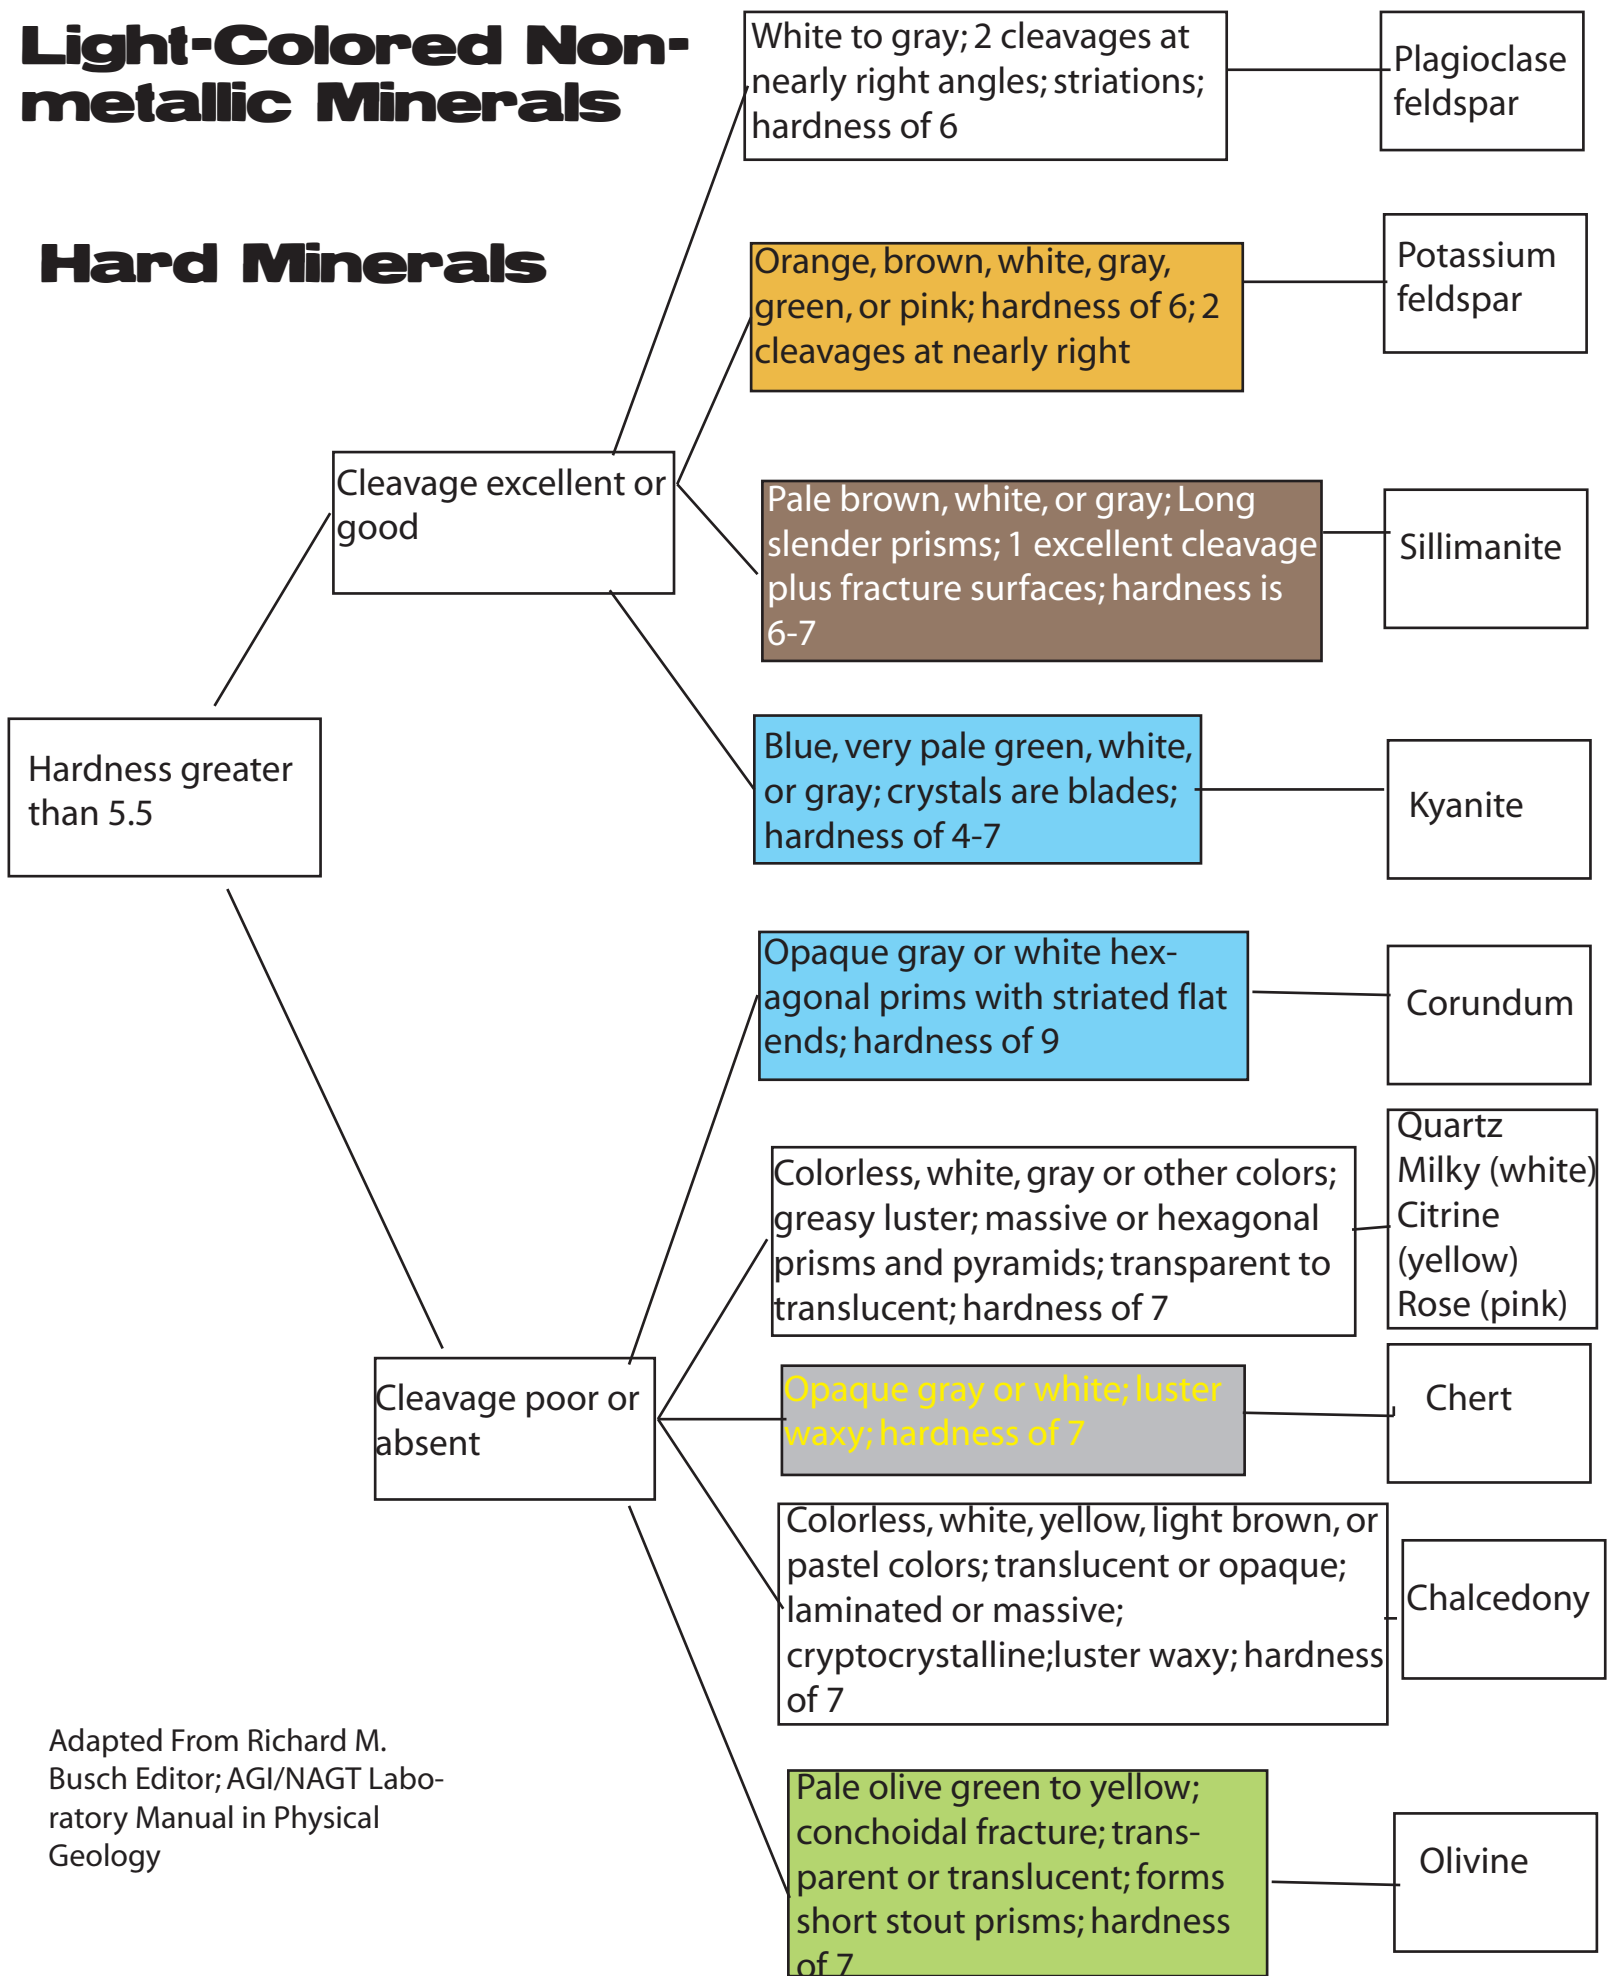 Light-Colored Non-
metallic Minerals
Hard Minerals
White to gray; 2 cleavages at
nearly right angles; striations;
hardness of 6
Plagioclase
feldspar
Orange, brown, white, gray,
green, or pink; hardness of 6; 2
cleavages at nearly right
Potassium
feldspar
Cleavage excellent or
good
Pale brown, white, or gray; Long
slender prisms; 1 excellent cleavage
plus fracture surfaces; hardness is
6-7
Sillimanite
Hardness greater
than 5.5
Blue, very pale green, white,
or gray; crystals are blades;
hardness of 4-7
Kyanite
Opaque gray or white hex-
agonal prims with striated flat
ends; hardness of 9
Corundum
Colorless, white, gray or other colors;
greasy luster; massive or hexagonal
prisms and pyramids; transparent to
translucent; hardness of 7
Quartz
Milky (white)
Citrine
(yellow)
Rose (pink)
Cleavage poor or
absent
Opaque gray or white; luster
waxy; hardness of 7
Chert
Colorless, white, yellow, light brown, or
pastel colors; translucent or opaque;
laminated or massive;
cryptocrystalline;luster waxy; hardness
of 7
Chalcedony
Pale olive green to yellow;
conchoidal fracture; trans-
parent or translucent; forms
short stout prisms; hardness
of 7
Olivine
Adapted From Richard M.
Busch Editor; AGI/NAGT Labo-
ratory Manual in Physical
Geology